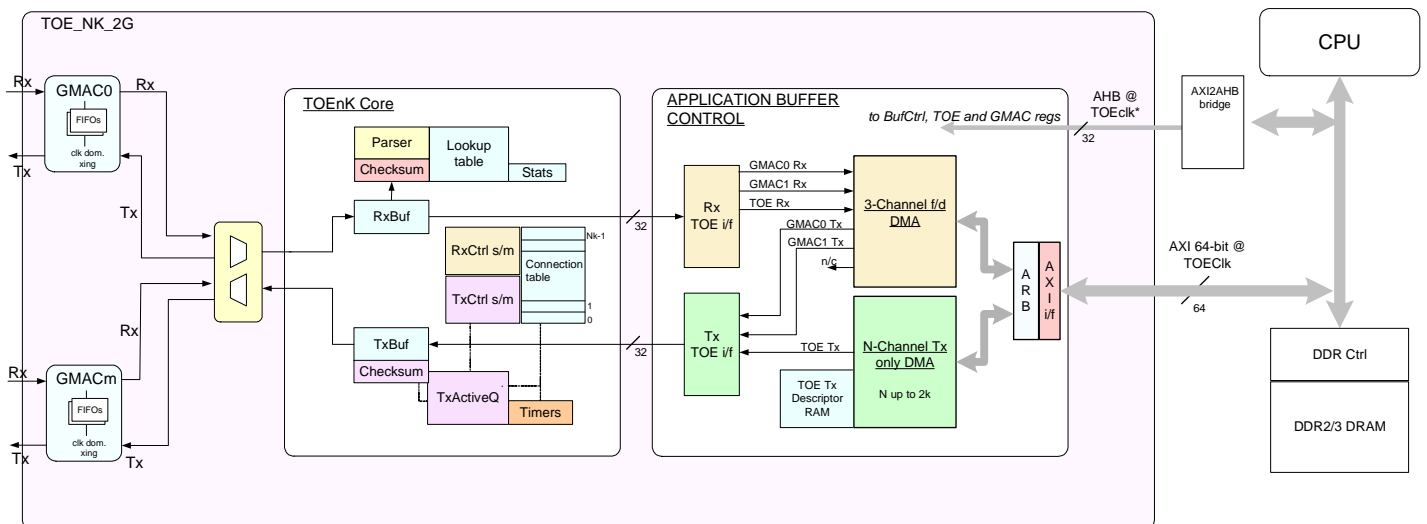 TOE_NK_2G
CPU
Rx
GMAC0
FIFOs
clk dom.
xing
Rx
Tx
Tx
TOEnK Core
Parser
Checksum
Lookup
table
Stats
RxBuf
RxCtrl s/m
TxCtrl s/m
Connection
table
Nk-1
1
0
TxBuf
Checksum
TxActiveQ
Timers
32
32
APPLICATION BUFFER
CONTROL
to BufCtrl, TOE and GMAC regs
AHB @
TOEclk*
32
AXI2AHB
bridge
Rx
TOE i/f
GMAC0 Rx
GMAC1 Rx
TOE Rx
GMAC0 Tx
GMAC1 Tx
n/c
3-Channel f/d
DMA
Tx
TOE i/f
TOE Tx
N-Channel Tx
only DMA
N up to 2k
TOE Tx
Descriptor
RAM
A
R
B
A
X
I
i/f
AXI 64-bit @
TOEClk
64
DDR Ctrl
DDR2/3 DRAM
Rx
GMACm
FIFOs
clk dom.
xing
Rx
Tx
Tx